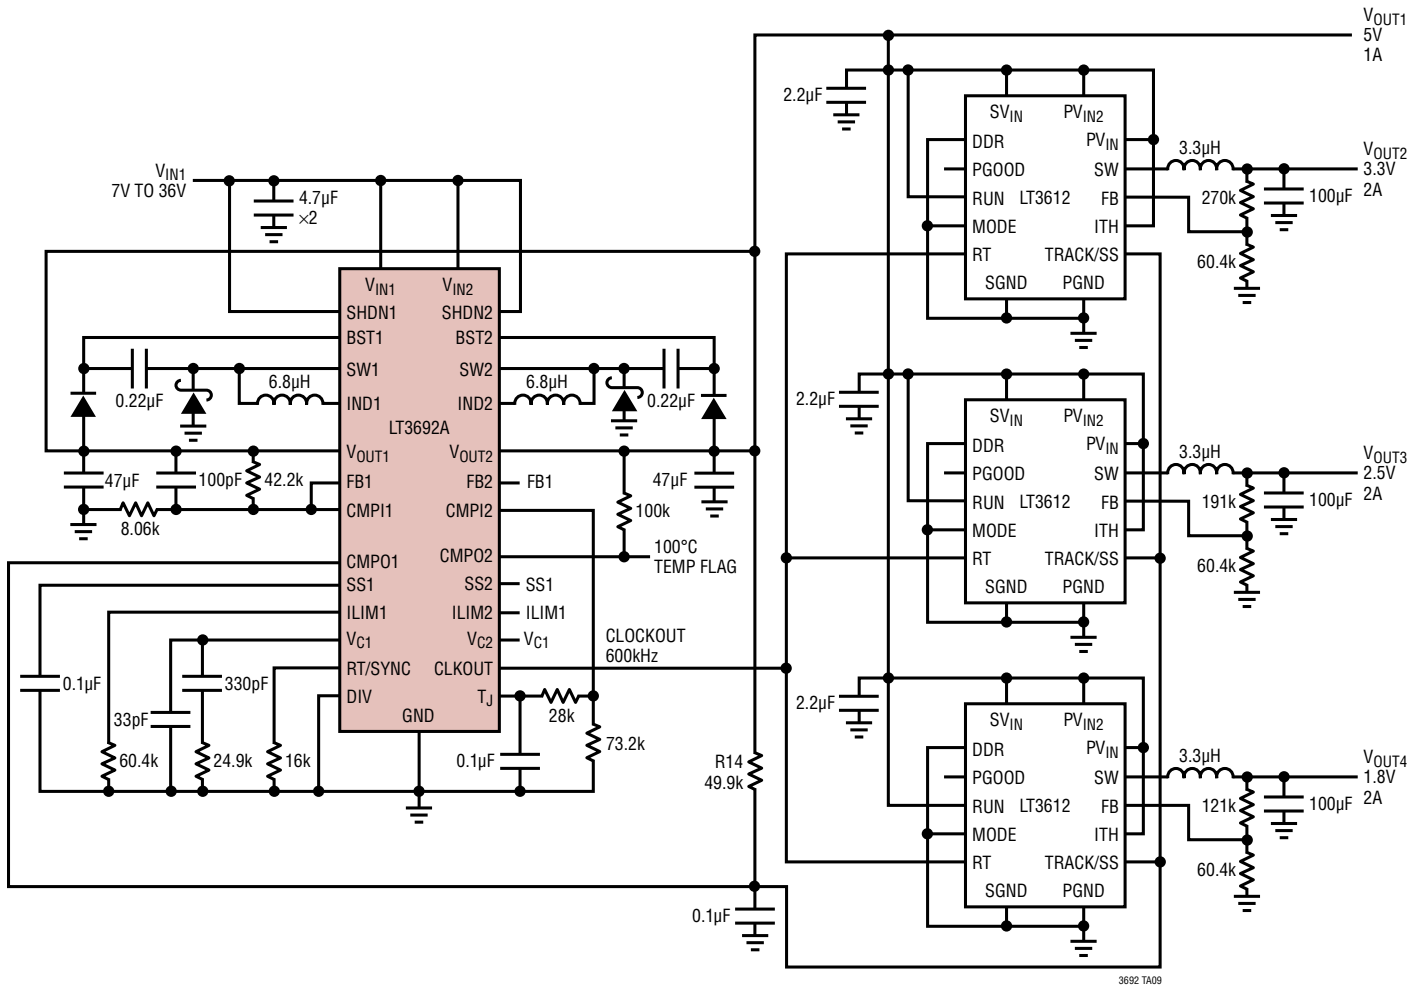 VOUT1
5V
1A
2.2µF
SVIN PVIN2
DDR PVIN
PGOOD SW
RUN LT3612 FB
MODE ITH
RT TRACK/SS
SGND PGND
3.3µH
VOUT2
3.3V
2A
270k
100µF
60.4k
VIN1
7V TO 36V
4.7µF
×2
VIN1 VIN2
SHDN1 SHDN2
BST1 BST2
SW1 SW2
IND1 IND2
LT3692A
VOUT1 VOUT2
FB1 FB2 FB1
CMPI1 CMPI2
CMPO1 CMPO2
SS1 SS2 SS1
ILIM1 ILIM2 ILIM1
VC1 VC2 VC1
RT/SYNC CLKOUT
DIV TJ
GND
0.22µF
6.8µH
6.8µH
0.22µF
47µF
100pF
42.2k
8.06k
47µF
100k
100°C
TEMP FLAG
CLOCKOUT
600kHz
0.1µF
330pF
33pF
60.4k
24.9k
16k
28k
0.1µF
73.2k
R14
49.9k
0.1µF
2.2µF
SVIN PVIN2
DDR PVIN
PGOOD SW
RUN LT3612 FB
MODE ITH
RT TRACK/SS
SGND PGND
3.3µH
VOUT3
2.5V
2A
191k
100µF
60.4k
2.2µF
SVIN PVIN2
DDR PVIN
PGOOD SW
RUN LT3612 FB
MODE ITH
RT TRACK/SS
SGND PGND
3.3µH
VOUT4
1.8V
2A
121k
100µF
60.4k
3692 TA09